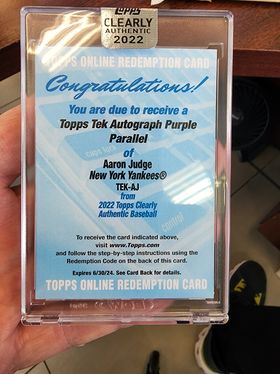 Topps
CLEARLY
AUTHENTIC
2022
TOPPS ONLINE REDEMPTION CARD
Congratulations!
You are due to receive a
Topps Tek Autograph Purple
Parallel
of
Aaron Judge
New York Yankees®
TEK-AJ
from
2022 Topps Clearly
Authentic Baseball
To receive the card indicated above,
visit www.Topps.com
and follow the step-by-step instructions using the
Redemption Code on the back of this card.
Expires 6/30/24. See Card Back for details.
TOPPS ONLINE REDEMPTION CARD